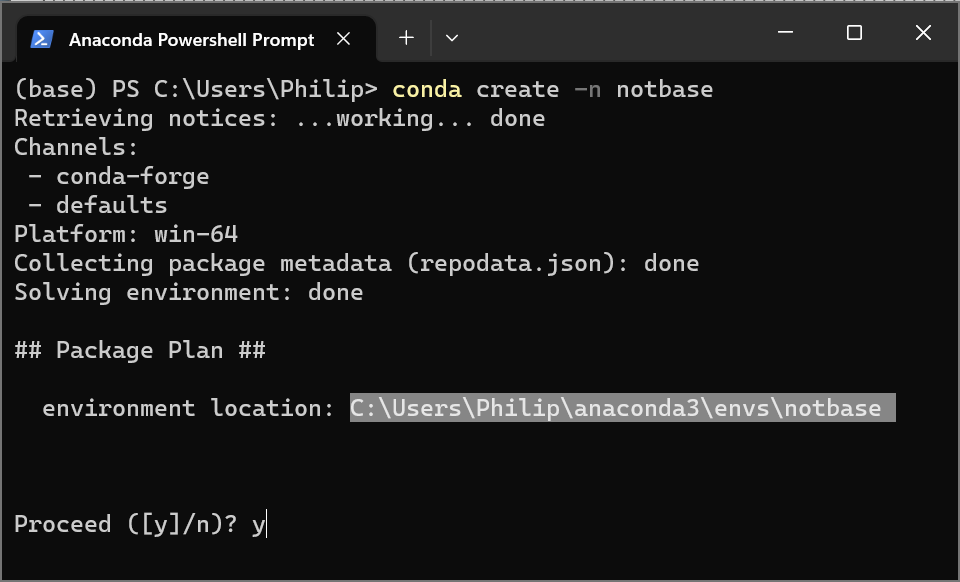 Anaconda Powershell Prompt
(base) PS C:\Users\Philip> conda create -n notbase
Retrieving notices: ...working... done
Channels:
 - conda-forge
 - defaults
Platform: win-64
Collecting package metadata (repodata.json): done
Solving environment: done
## Package Plan ##
  environment location: C:\Users\Philip\anaconda3\envs\notbase
Proceed ([y]/n)? y